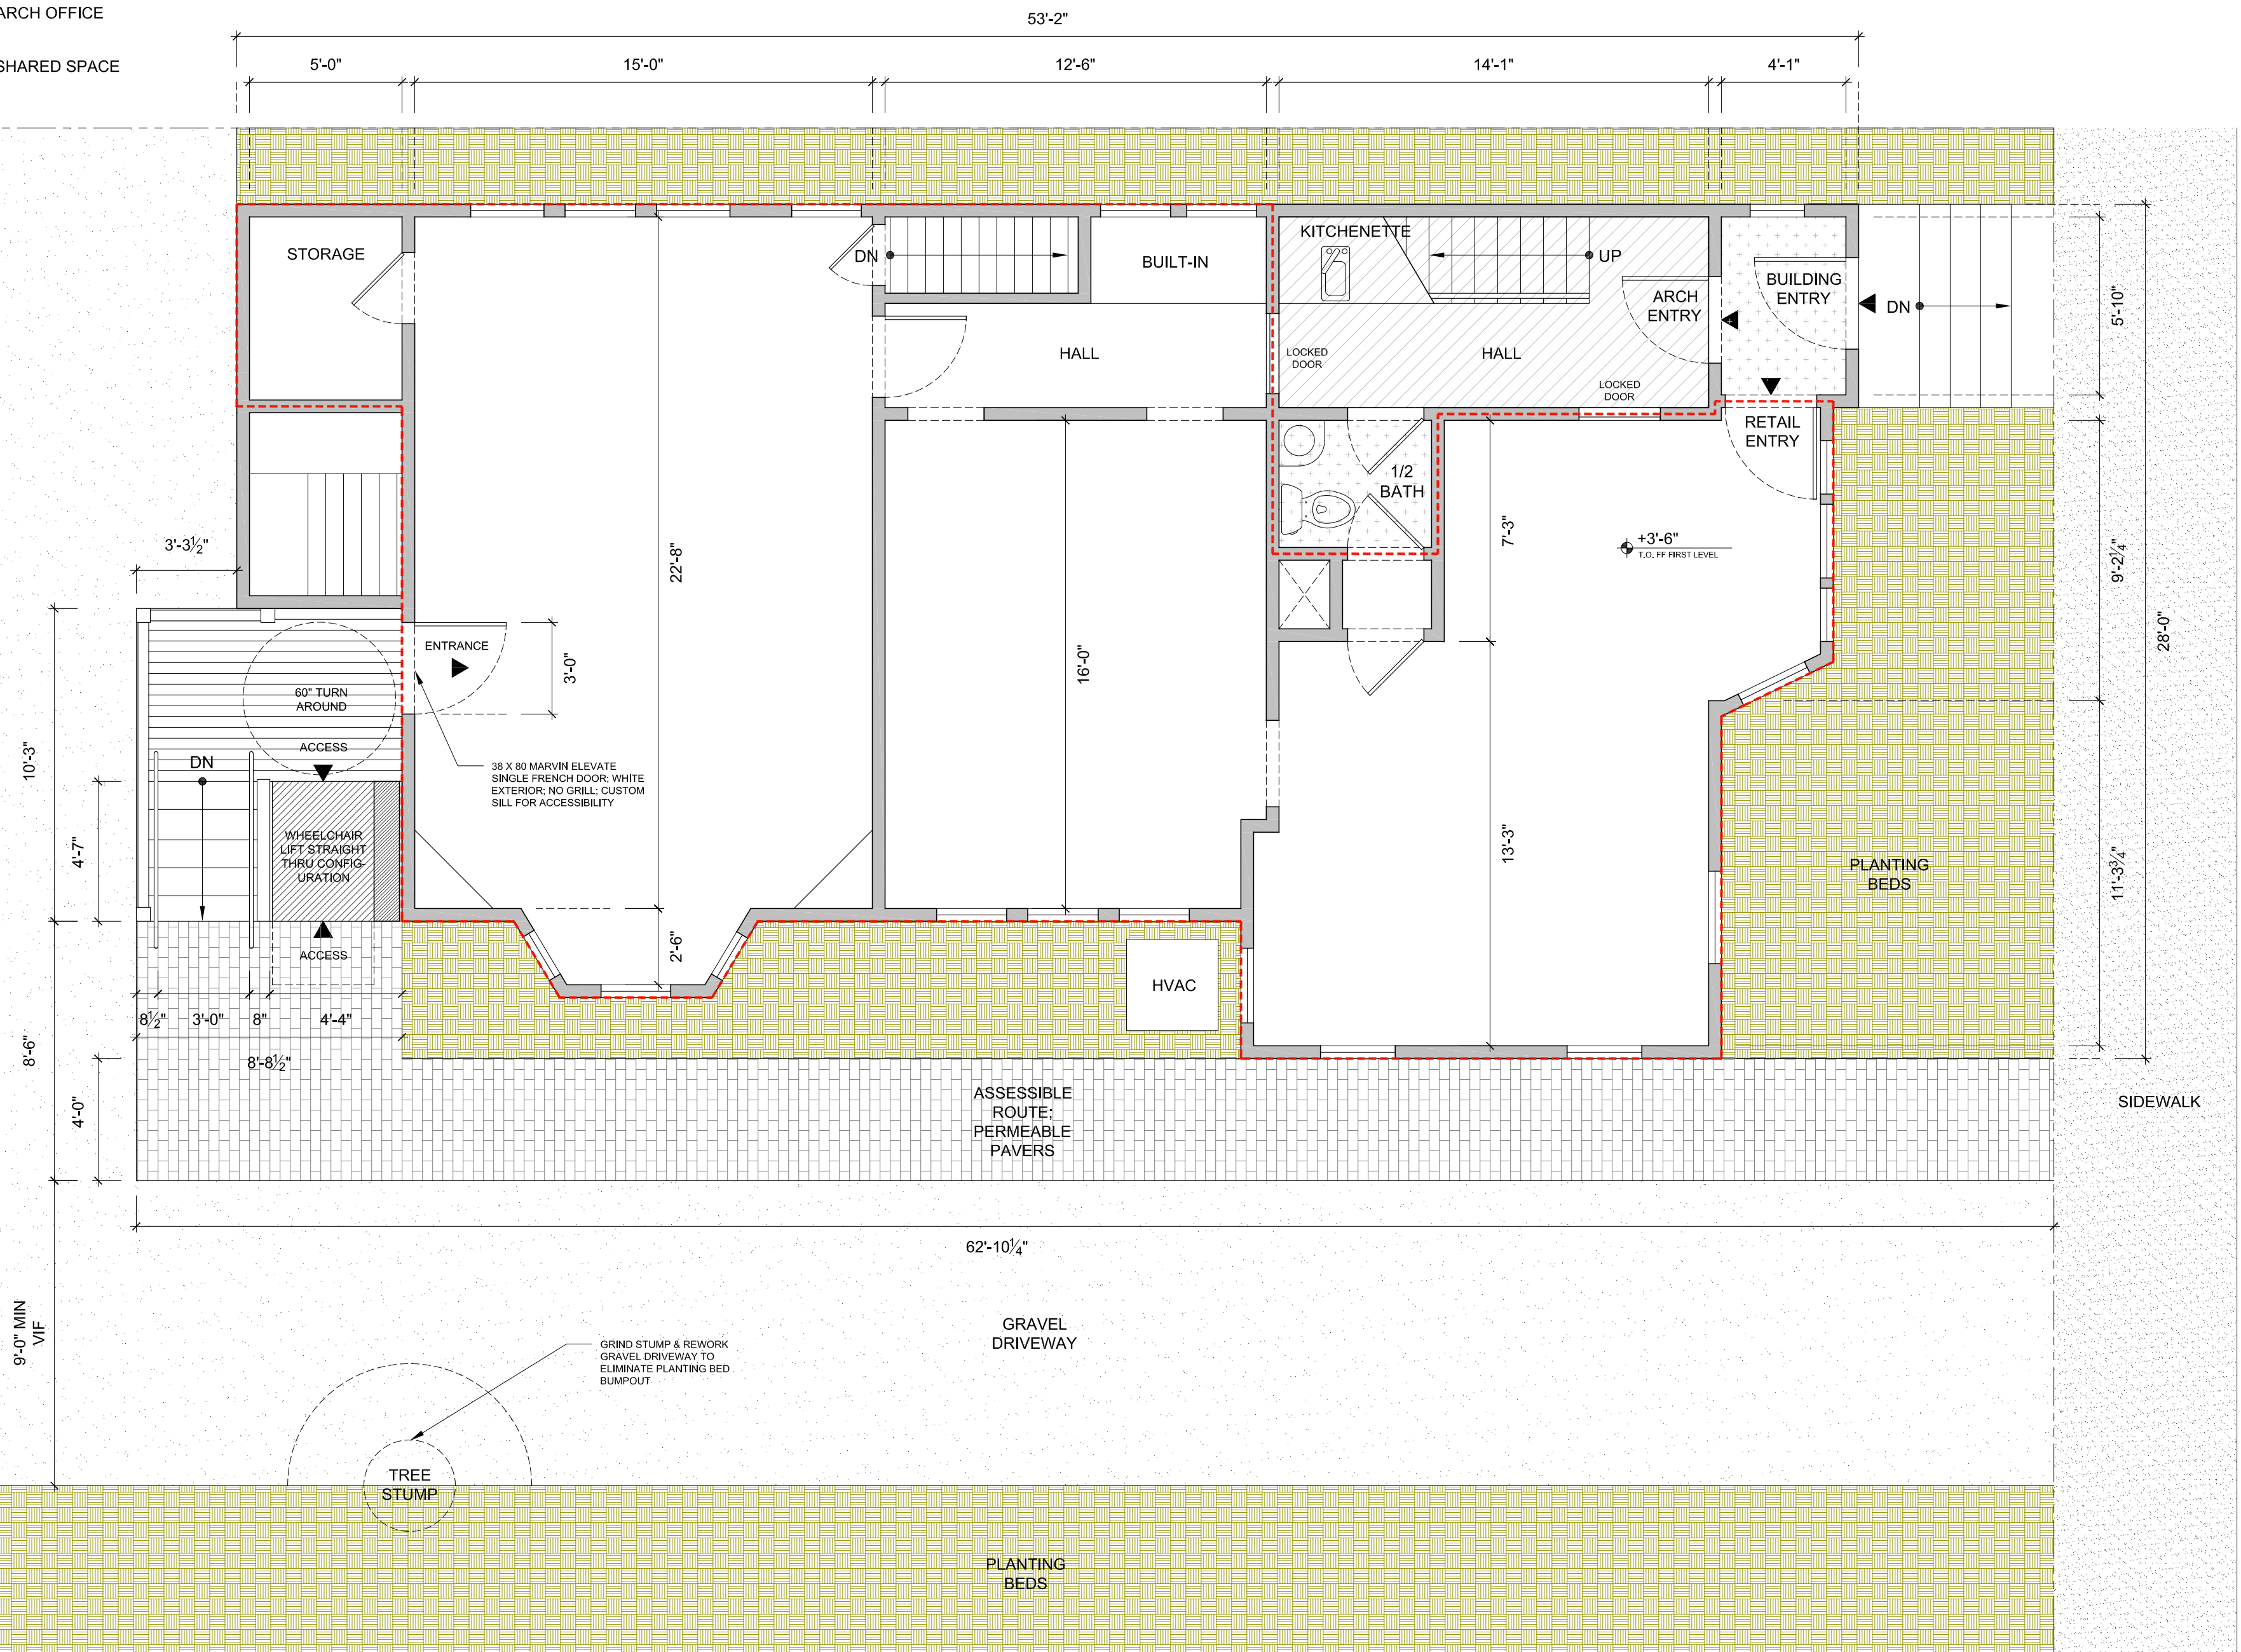 ARCH OFFICE
53'-2"
SHARED SPACE
5'-0"
15'-0"
12'-6"
14'-1"
4'-1"
STORAGE
DN
BUILT-IN
KITCHENETTE
UP
ARCH
ENTRY
BUILDING
ENTRY
DN
5'-10"
HALL
LOCKED
DOOR
HALL
LOCKED
DOOR
RETAIL
ENTRY
1/2
BATH
3'-3½"
22'-8"
7'-3"
+3'-6"
T.O. FF FIRST LEVEL
9'-2¼"
28'-0"
ENTRANCE
3'-0"
16'-0"
60" TURN
AROUND
ACCESS
10'-3"
DN
38 X 80 MARVIN ELEVATE
SINGLE FRENCH DOOR; WHITE
EXTERIOR; NO GRILL; CUSTOM
SILL FOR ACCESSIBILITY
4'-7"
WHEELCHAIR
LIFT STRAIGHT
THRU CONFIG-
URATION
13'-3"
PLANTING
BEDS
11'-3¾"
2'-6"
ACCESS
HVAC
8½"
3'-0"
8"
4'-4"
8'-6"
8'-8½"
4'-0"
ASSESSIBLE
ROUTE;
PERMEABLE
PAVERS
SIDEWALK
62'-10¼"
9'-0" MIN
VIF
GRAVEL
DRIVEWAY
GRIND STUMP & REWORK
GRAVEL DRIVEWAY TO
ELIMINATE PLANTING BED
BUMPOUT
TREE
STUMP
PLANTING
BEDS